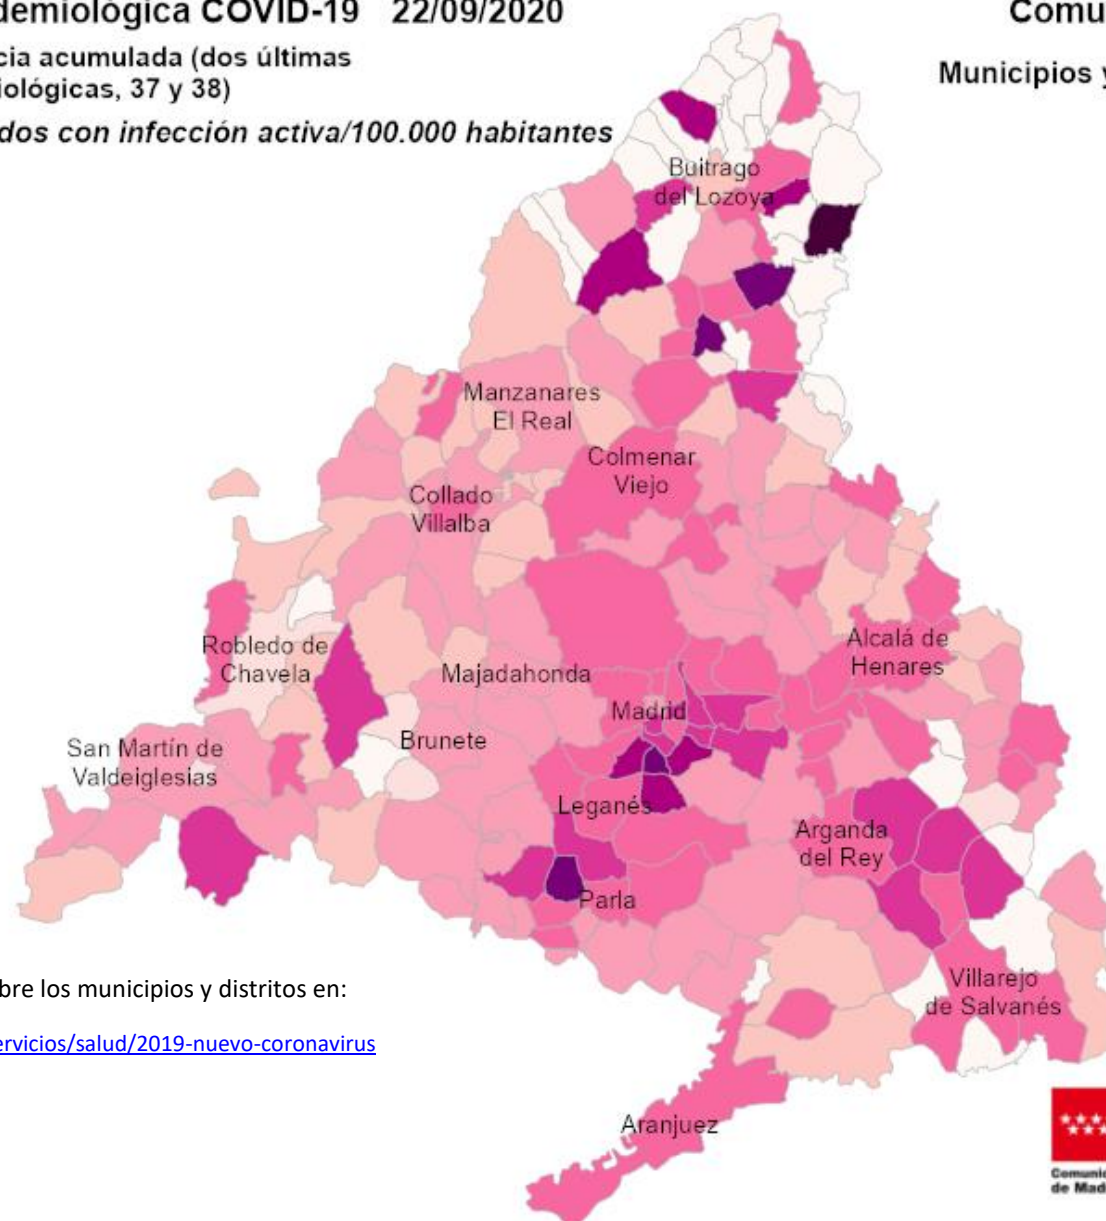 demiológica COVID-19 22/09/2020
Comu
cia acumulada (dos últimas
iológicas, 37 y 38)
Municipios y
dos con infección activa/100.000 habitantes
Buitrago
del Lozoya
Manzanares
El Real
Colmenar
Viejo
Collado
Villalba
Robledo de
Chavela
Alcalá de
Henares
Majadahonda
Madrid
Brunete
San Martín de
Valdeiglesias
Leganés
Arganda
del Rey
Parla
Villarejo
de Salvanés
bre los municipios y distritos en:
ervicios/salud/2019-nuevo-coronavirus
Aranjuez
Comunic
de Mad